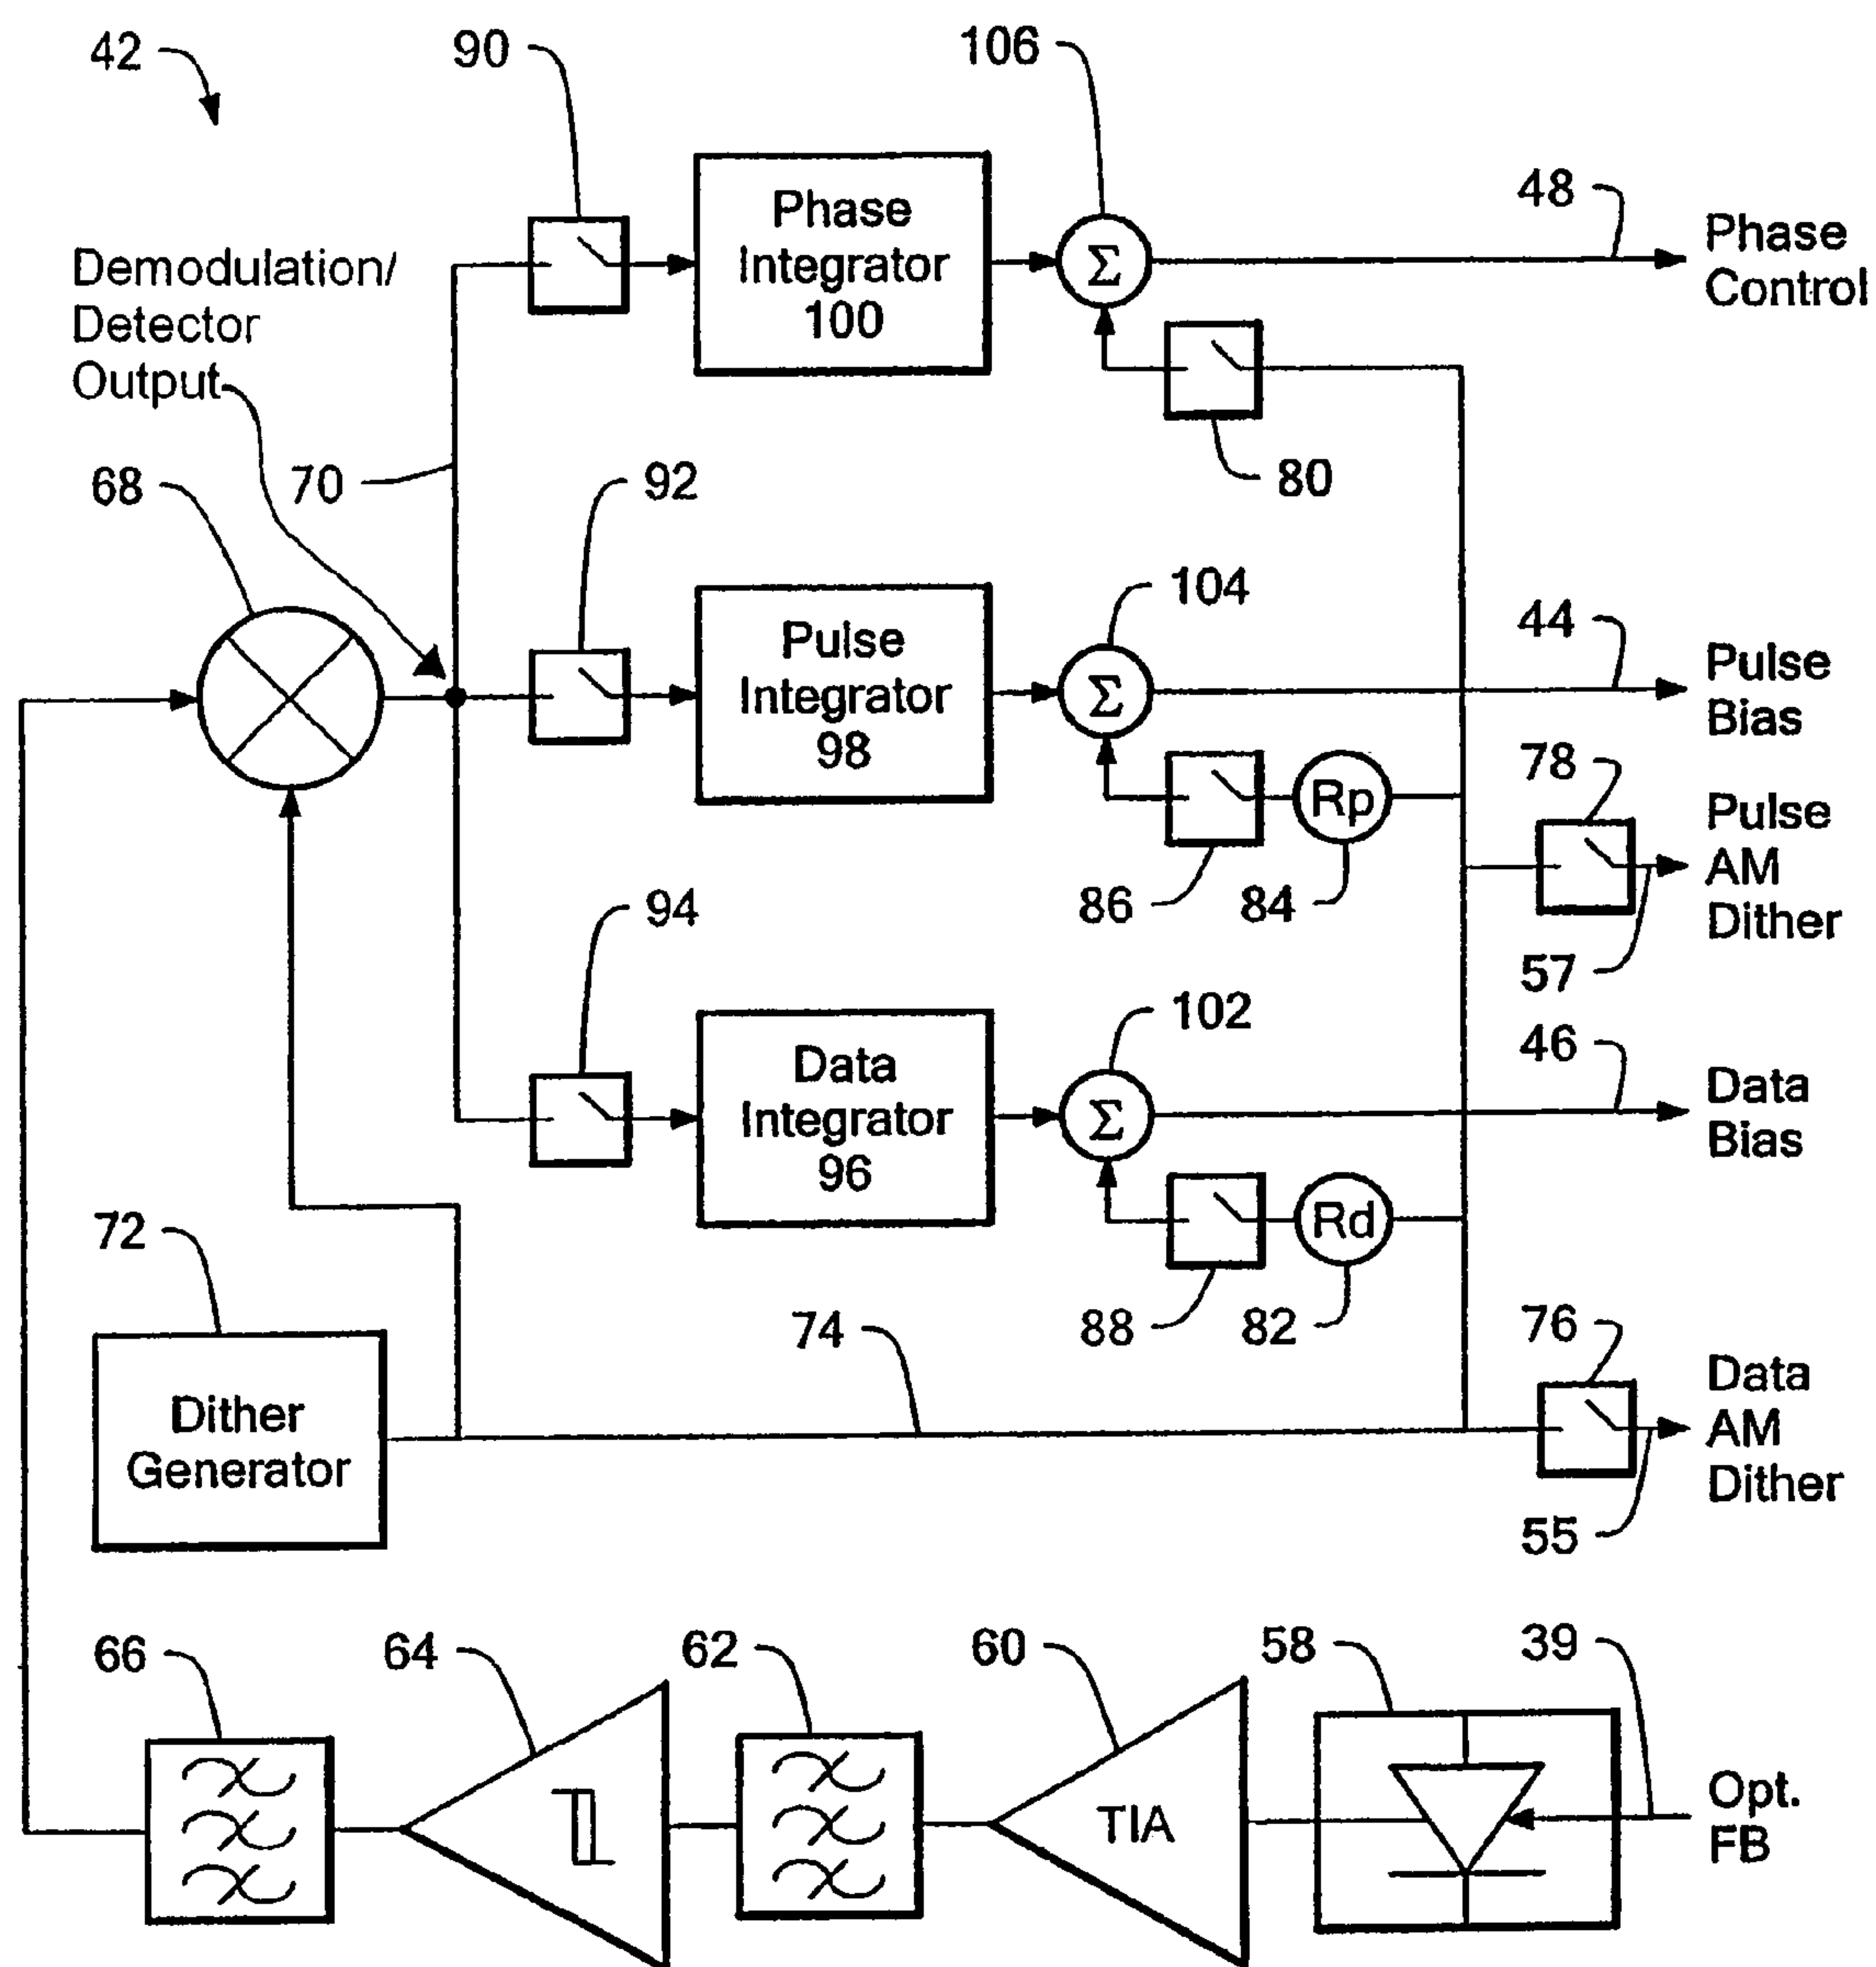 42
90
106
48
Phase
Control
Phase
Integrator
100
Σ
Demodulation/
Detector
Output
80
68
70
92
104
44
Pulse
Bias
Pulse
Integrator
98
Σ
78
Pulse
AM
Dither
Rp
86
84
57
94
102
46
Data
Bias
Data
Integrator
96
Σ
Rd
72
74
88
82
76
Data
AM
Dither
55
Dither
Generator
66
64
62
60
58
39
TIA
Opt.
FB